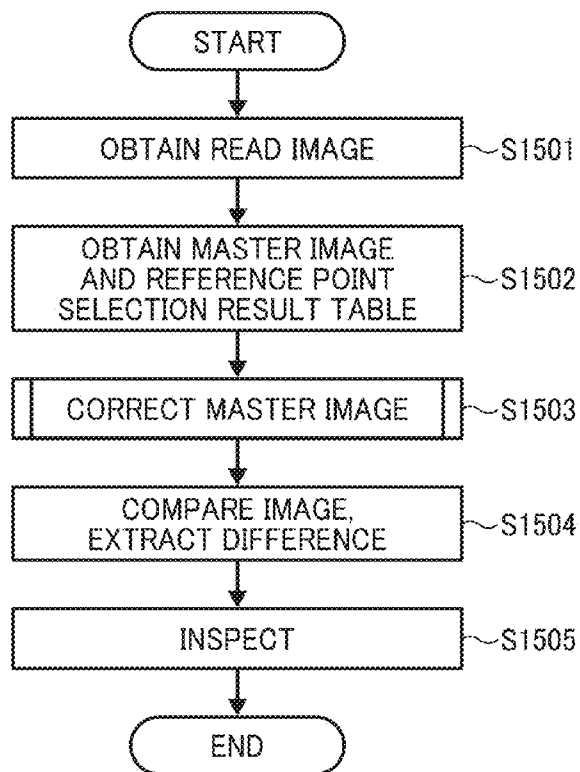 START
OBTAIN READ IMAGE
S1501
OBTAIN MASTER IMAGE
AND REFERENCE POINT
SELECTION RESULT TABLE
S1502
CORRECT MASTER IMAGE
S1503
COMPARE IMAGE,
EXTRACT DIFFERENCE
S1504
INSPECT
S1505
END